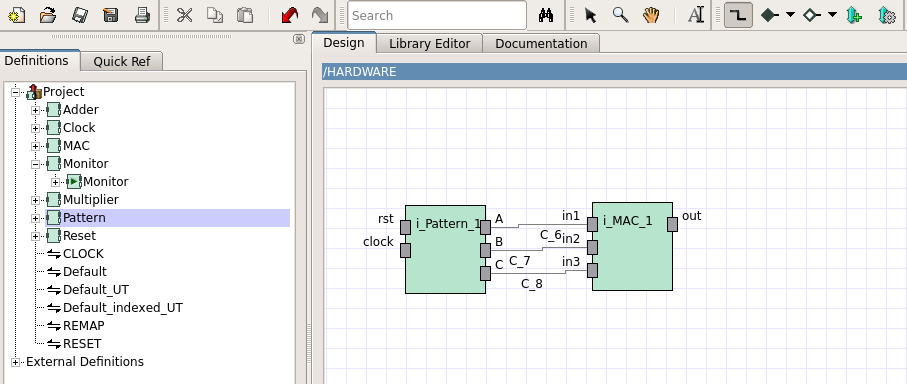 Search
Definitions
Quick Ref
Project
Adder
Clock
MAC
Monitor
Monitor
Multiplier
Pattern
Reset
CLOCK
Default
Default_UT
Default_indexed_UT
REMAP
RESET
External Definitions
Design
Library Editor
Documentation
/HARDWARE
rst
clock
i_Pattern_1
A
B
C
C_6
C_7
C_8
in1
in2
in3
i_MAC_1
out